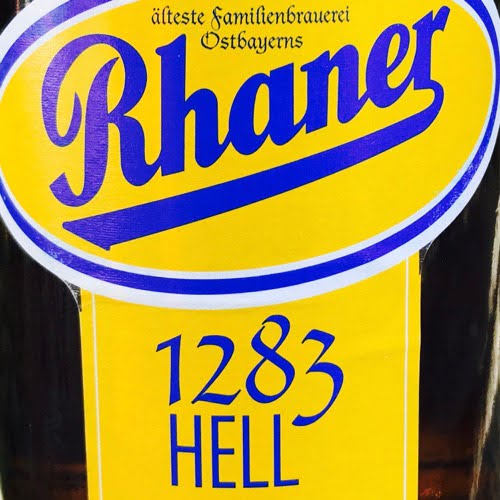 älteste Familienbrauerei
Ostbayerns
Rhaner
1283
HELL